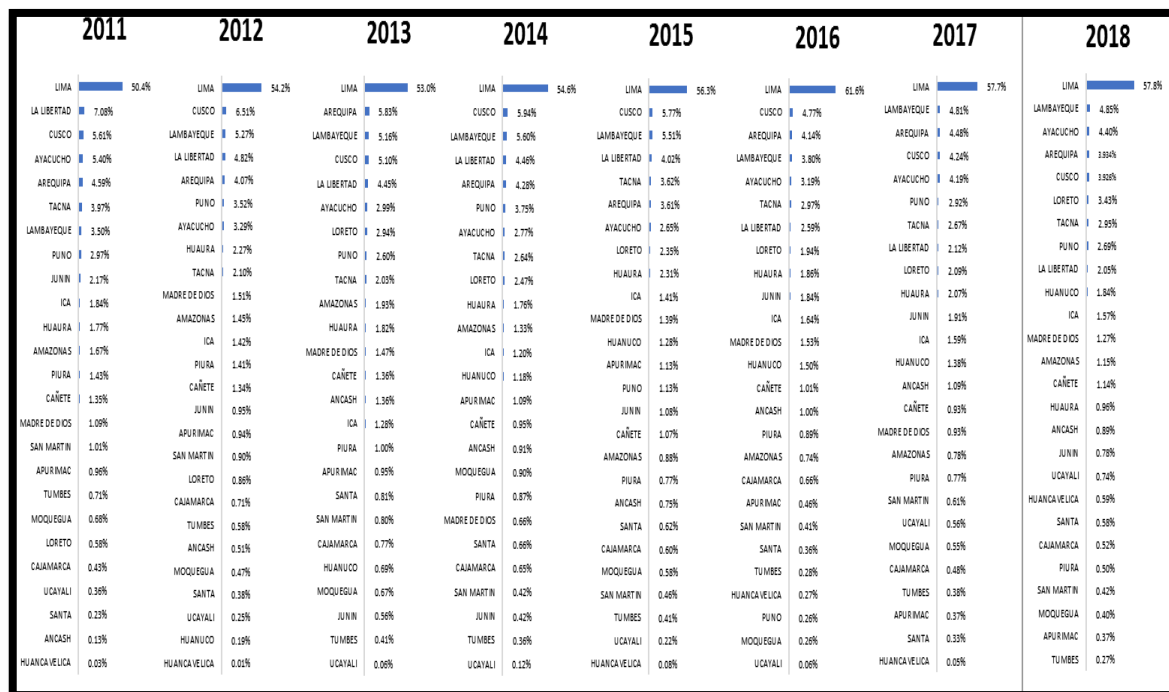 2011
LIMA 50.4%
LA LIBERTAD 7.08%
CUSCO 5.61%
AYACUCHO 5.40%
AREQUIPA 4.59%
TACNA 3.97%
LAMBAYEQUE 3.50%
PUNO 2.97%
JUNIN 2.17%
ICA 1.84%
HUAURA 1.77%
AMAZONAS 1.67%
PIURA 1.43%
CAÑETE 1.35%
MADRE DE DIOS 1.09%
SAN MARTIN 1.01%
APURIMAC 0.96%
TUMBES 0.71%
MOQUEGUA 0.68%
LORETO 0.58%
CAJAMARCA 0.43%
UCAYALI 0.36%
SANTA 0.23%
ANCASH 0.13%
HUANCAVELICA 0.03%
2012
LIMA 54.2%
CUSCO 6.51%
LAMBAYEQUE 5.27%
LA LIBERTAD 4.82%
AREQUIPA 4.07%
PUNO 3.52%
AYACUCHO 3.29%
HUAURA 2.27%
TACNA 2.10%
MADRE DE DIOS 1.51%
AMAZONAS 1.45%
ICA 1.42%
PIURA 1.41%
CAÑETE 1.34%
JUNIN 0.95%
APURIMAC 0.94%
SAN MARTIN 0.90%
LORETO 0.86%
CAJAMARCA 0.71%
TUMBES 0.58%
ANCASH 0.51%
MOQUEGUA 0.47%
SANTA 0.38%
UCAYALI 0.25%
HUANUCO 0.19%
HUANCAVELICA 0.01%
2013
LIMA 53.0%
AREQUIPA 5.83%
LAMBAYEQUE 5.16%
CUSCO 5.10%
LA LIBERTAD 4.45%
AYACUCHO 2.99%
LORETO 2.94%
PUNO 2.60%
TACNA 2.03%
AMAZONAS 1.93%
HUAURA 1.82%
MADRE DE DIOS 1.47%
CAÑETE 1.36%
ANCASH 1.36%
ICA 1.28%
PIURA 1.00%
APURIMAC 0.95%
SANTA 0.81%
SAN MARTIN 0.80%
CAJAMARCA 0.77%
HUANUCO 0.69%
MOQUEGUA 0.67%
JUNIN 0.56%
TUMBES 0.41%
UCAYALI 0.06%
2014
LIMA 54.6%
CUSCO 5.94%
LAMBAYEQUE 5.60%
LA LIBERTAD 4.46%
AREQUIPA 4.28%
PUNO 3.75%
AYACUCHO 2.77%
TACNA 2.64%
LORETO 2.47%
HUAURA 1.76%
AMAZONAS 1.33%
ICA 1.20%
HUANUCO 1.18%
APURIMAC 1.09%
CAÑETE 0.95%
ANCASH 0.91%
MOQUEGUA 0.90%
PIURA 0.87%
MADRE DE DIOS 0.66%
SANTA 0.66%
CAJAMARCA 0.65%
SAN MARTIN 0.42%
JUNIN 0.42%
TUMBES 0.36%
UCAYALI 0.12%
2015
LIMA 56.3%
CUSCO 5.77%
LAMBAYEQUE 5.51%
LA LIBERTAD 4.02%
TACNA 3.62%
AREQUIPA 3.61%
AYACUCHO 2.65%
LORETO 2.35%
HUAURA 2.31%
ICA 1.41%
MADRE DE DIOS 1.39%
HUANUCO 1.28%
APURIMAC 1.13%
PUNO 1.13%
JUNIN 1.08%
CAÑETE 1.07%
AMAZONAS 0.88%
PIURA 0.77%
ANCASH 0.75%
SANTA 0.62%
CAJAMARCA 0.60%
MOQUEGUA 0.58%
SAN MARTIN 0.46%
TUMBES 0.41%
UCAYALI 0.22%
HUANCAVELICA 0.08%
2016
LIMA 61.6%
CUSCO 4.77%
AREQUIPA 4.14%
LAMBAYEQUE 3.80%
AYACUCHO 3.19%
TACNA 2.97%
LA LIBERTAD 2.59%
LORETO 1.94%
HUAURA 1.86%
JUNIN 1.84%
ICA 1.64%
MADRE DE DIOS 1.53%
HUANUCO 1.50%
CAÑETE 1.01%
ANCASH 1.00%
PIURA 0.89%
AMAZONAS 0.74%
CAJAMARCA 0.66%
APURIMAC 0.46%
SAN MARTIN 0.41%
SANTA 0.36%
TUMBES 0.28%
HUANCAVELICA 0.27%
PUNO 0.26%
MOQUEGUA 0.26%
UCAYALI 0.06%
2017
LIMA 57.7%
LAMBAYEQUE 4.81%
AREQUIPA 4.48%
CUSCO 4.24%
AYACUCHO 4.19%
PUNO 2.92%
TACNA 2.67%
LA LIBERTAD 2.12%
LORETO 2.09%
HUAURA 2.07%
JUNIN 1.91%
ICA 1.59%
HUANUCO 1.38%
ANCASH 1.09%
CAÑETE 0.93%
MADRE DE DIOS 0.93%
AMAZONAS 0.78%
PIURA 0.77%
SAN MARTIN 0.61%
UCAYALI 0.56%
MOQUEGUA 0.55%
CAJAMARCA 0.48%
TUMBES 0.38%
APURIMAC 0.37%
SANTA 0.33%
HUANCAVELICA 0.05%
2018
LIMA 57.8%
LAMBAYEQUE 4.85%
AYACUCHO 4.40%
AREQUIPA 3.934%
CUSCO 3.926%
LORETO 3.43%
TACNA 2.95%
PUNO 2.69%
LA LIBERTAD 2.05%
HUANUCO 1.84%
ICA 1.57%
MADRE DE DIOS 1.27%
AMAZONAS 1.15%
CAÑETE 1.14%
HUAURA 0.96%
ANCASH 0.89%
JUNIN 0.78%
UCAYALI 0.74%
HUANCAVELICA 0.59%
SANTA 0.58%
CAJAMARCA 0.52%
PIURA 0.50%
SAN MARTIN 0.42%
MOQUEGUA 0.40%
APURIMAC 0.37%
TUMBES 0.27%